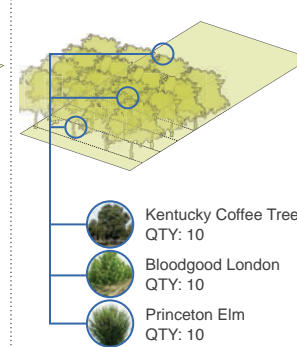 Kentucky Coffee Tree
QTY: 10
Bloodgood London
QTY: 10
Princeton Elm
QTY: 10